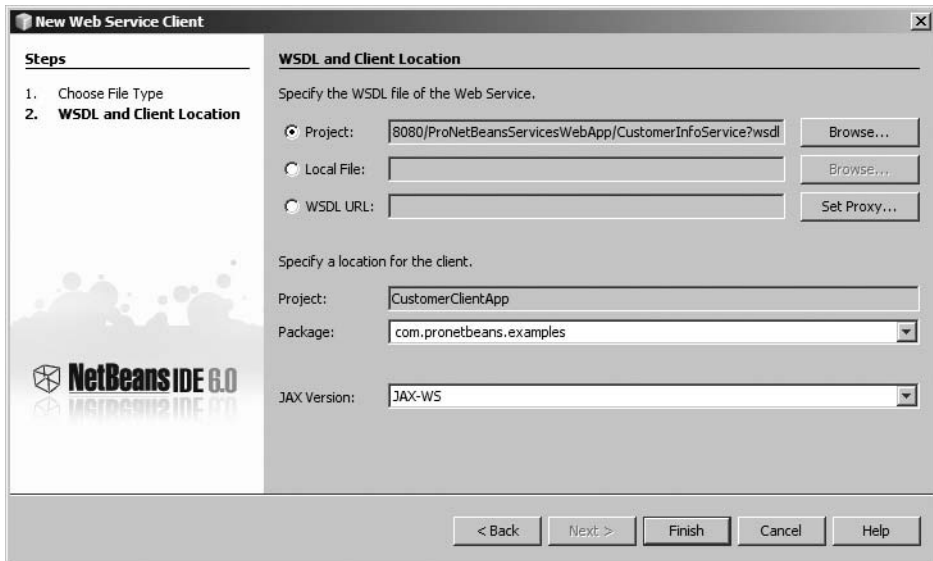 New Web Service Client
Steps
1. Choose File Type
2. WSDL and Client Location
WSDL and Client Location
Specify the WSDL file of the Web Service.
Project: 8080/ProNetBeansServicesWebApp/CustomerInfoService?wsdl Browse...
Local File: Browse...
WSDL URL: Set Proxy...
Specify a location for the client.
Project: CustomerClientApp
Package: com.pronetbeans.examples
JAX Version: JAX-WS
NetBeans IDE 6.0
< Back Next > Finish Cancel Help